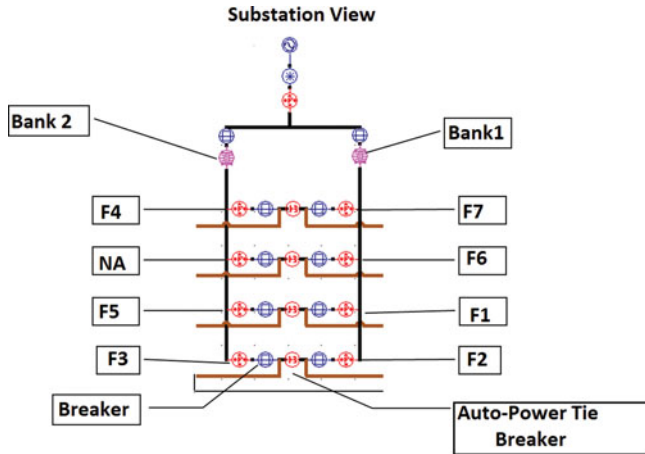 Substation View
Bank 2
Bank1
F4
F7
NA
F6
F5
F1
F3
F2
Breaker
Auto-Power Tie
Breaker